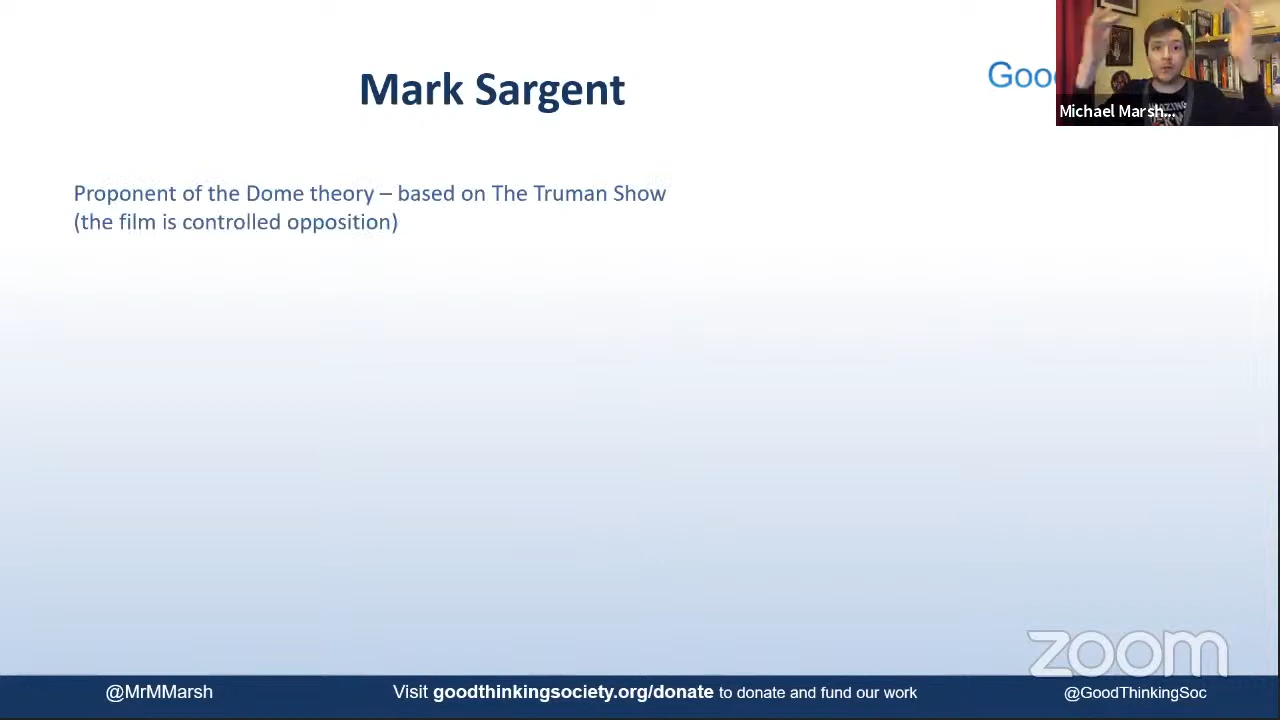 Mark Sargent
Goo
Michael Marsh...
Proponent of the Dome theory – based on The Truman Show
(the film is controlled opposition)
zoom
@MrMMarsh
Visit goodthinkingsociety.org/donate to donate and fund our work
@GoodThinkingSoc